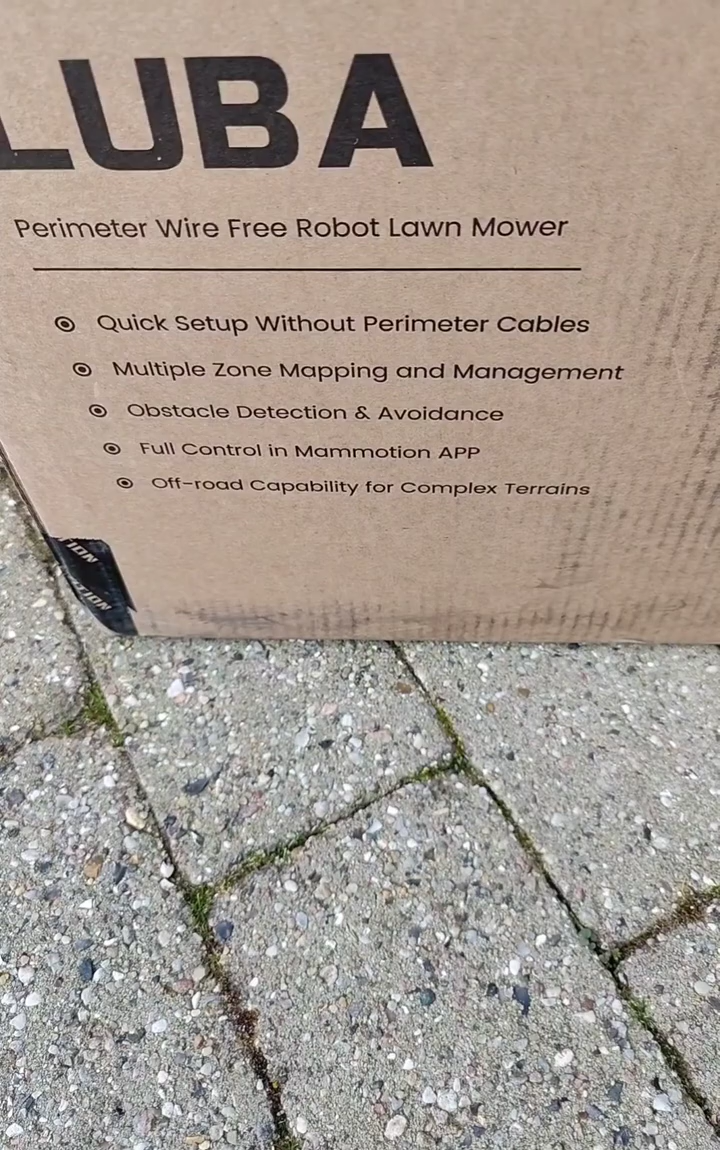 LUBA
Perimeter Wire Free Robot Lawn Mower
Quick Setup Without Perimeter Cables
Multiple Zone Mapping and Management
Obstacle Detection & Avoidance
Full Control in Mammotion APP
Off-road Capability for Complex Terrains